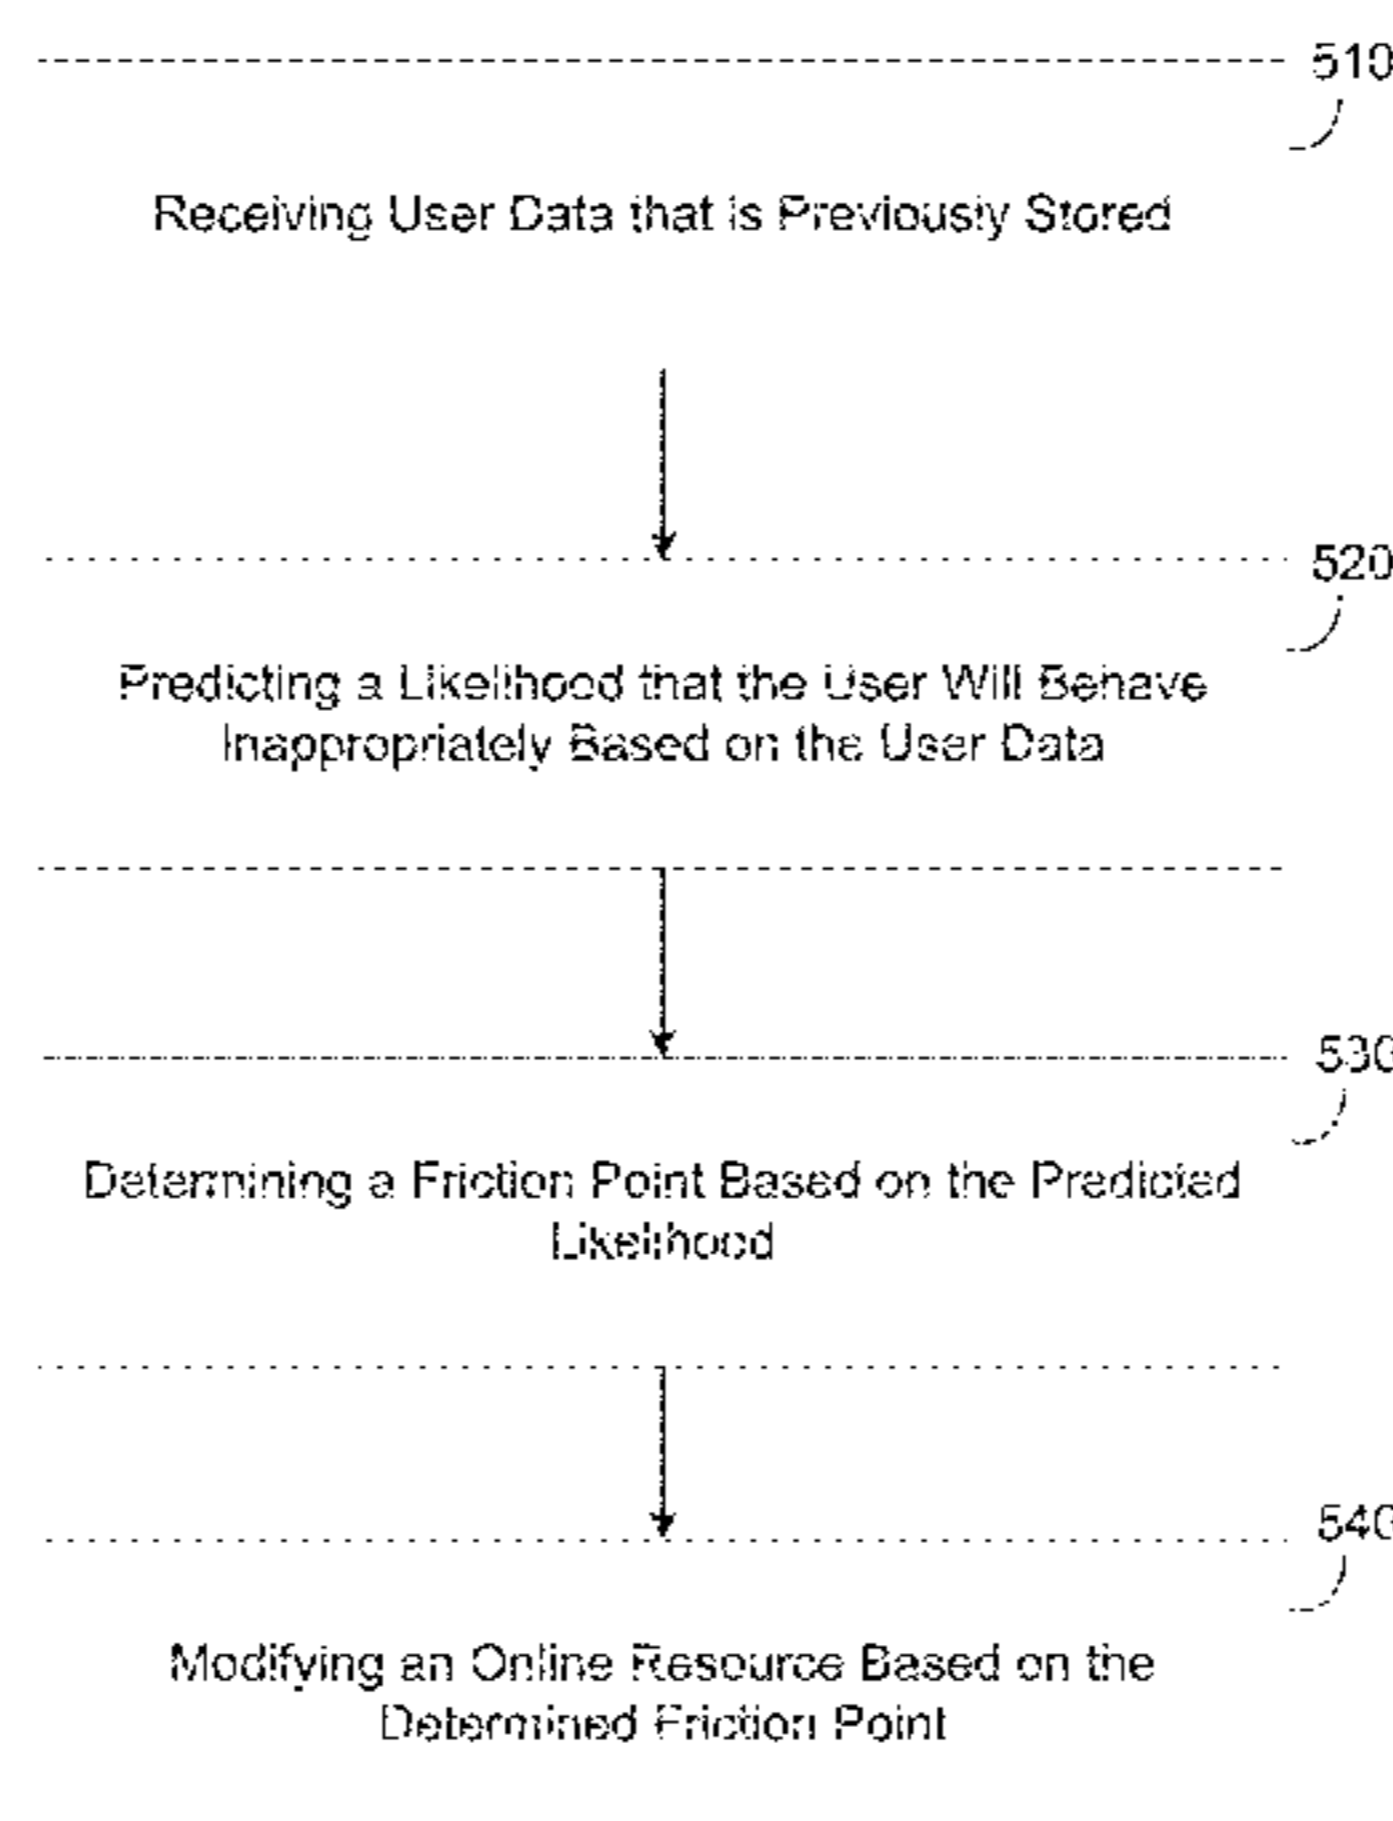 510
Receiving User Data that is Previously Stored
520
Predicting a Likelihood that the User Will Behave
Inappropriately Based on the User Data
530
Determining a Friction Point Based on the Predicted
Likelihood
540
Modifying an Online Resource Based on the
Determined Friction Point